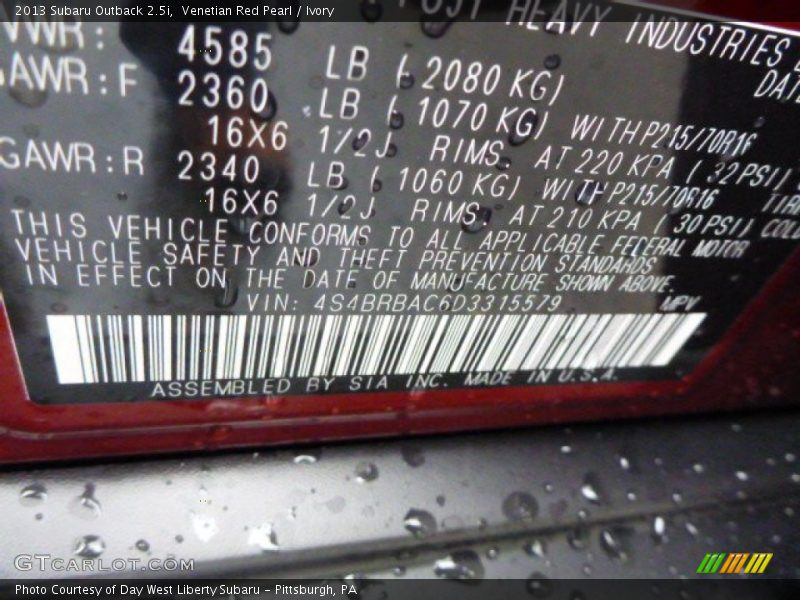 2013 Subaru Outback 2.5i, Venetian Red Pearl / Ivory
HEAVY INDUSTRIES
GVWR: 4585 LB ( 2080 KG) DATE
GAWR:F 2360 LB ( 1070 KG) WITH P215/70R16
16X6 1/2J RIMS AT 220 KPA ( 32 PSI)
GAWR:R 2340 LB ( 1060 KG) WITH P215/70R16 TIRE
16X6 1/2J RIMS AT 210 KPA ( 30 PSI) COLD
THIS VEHICLE CONFORMS TO ALL APPLICABLE FEDERAL MOTOR
VEHICLE SAFETY AND THEFT PREVENTION STANDARDS
IN EFFECT ON THE DATE OF MANUFACTURE SHOWN ABOVE.
VIN: 4S4BRBAC6D3315579 MPV
ASSEMBLED BY SIA INC. MADE IN U.S.A.
GTCARLOT.COM
Photo Courtesy of Day West Liberty Subaru - Pittsburgh, PA